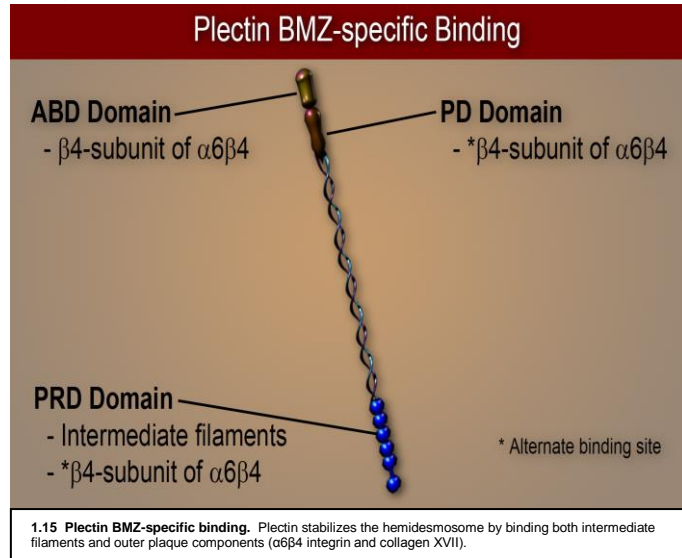 Plectin BMZ-specific Binding
ABD Domain
- β4-subunit of α6β4
PD Domain
- *β4-subunit of α6β4
PRD Domain
- Intermediate filaments
- *β4-subunit of α6β4
* Alternate binding site
1.15 Plectin BMZ-specific binding. Plectin stabilizes the hemidesmosome by binding both intermediate
filaments and outer plaque components (α6β4 integrin and collagen XVII).